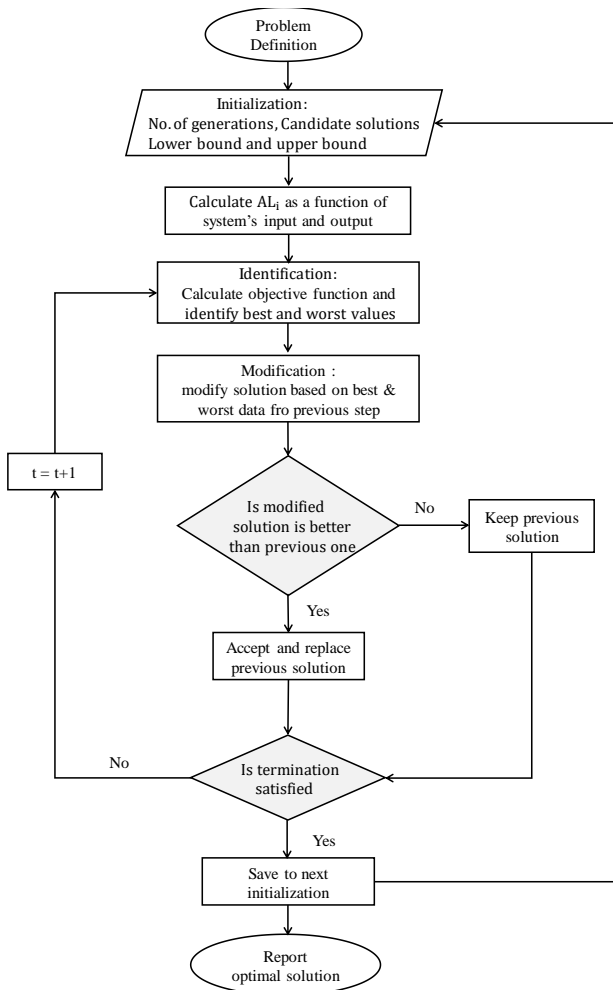 Problem
Definition
Initialization:
No. of generations, Candidate solutions
Lower bound and upper bound
Calculate ALi as a function of
system's input and output
Identification:
Calculate objective function and
identify best and worst values
Modification :
modify solution based on best &
worst data fro previous step
t = t+1
Is modified
solution is better
than previous one
No
Keep previous
solution
Yes
Accept and replace
previous solution
No
Is termination
satisfied
Yes
Save to next
initialization
Report
optimal solution